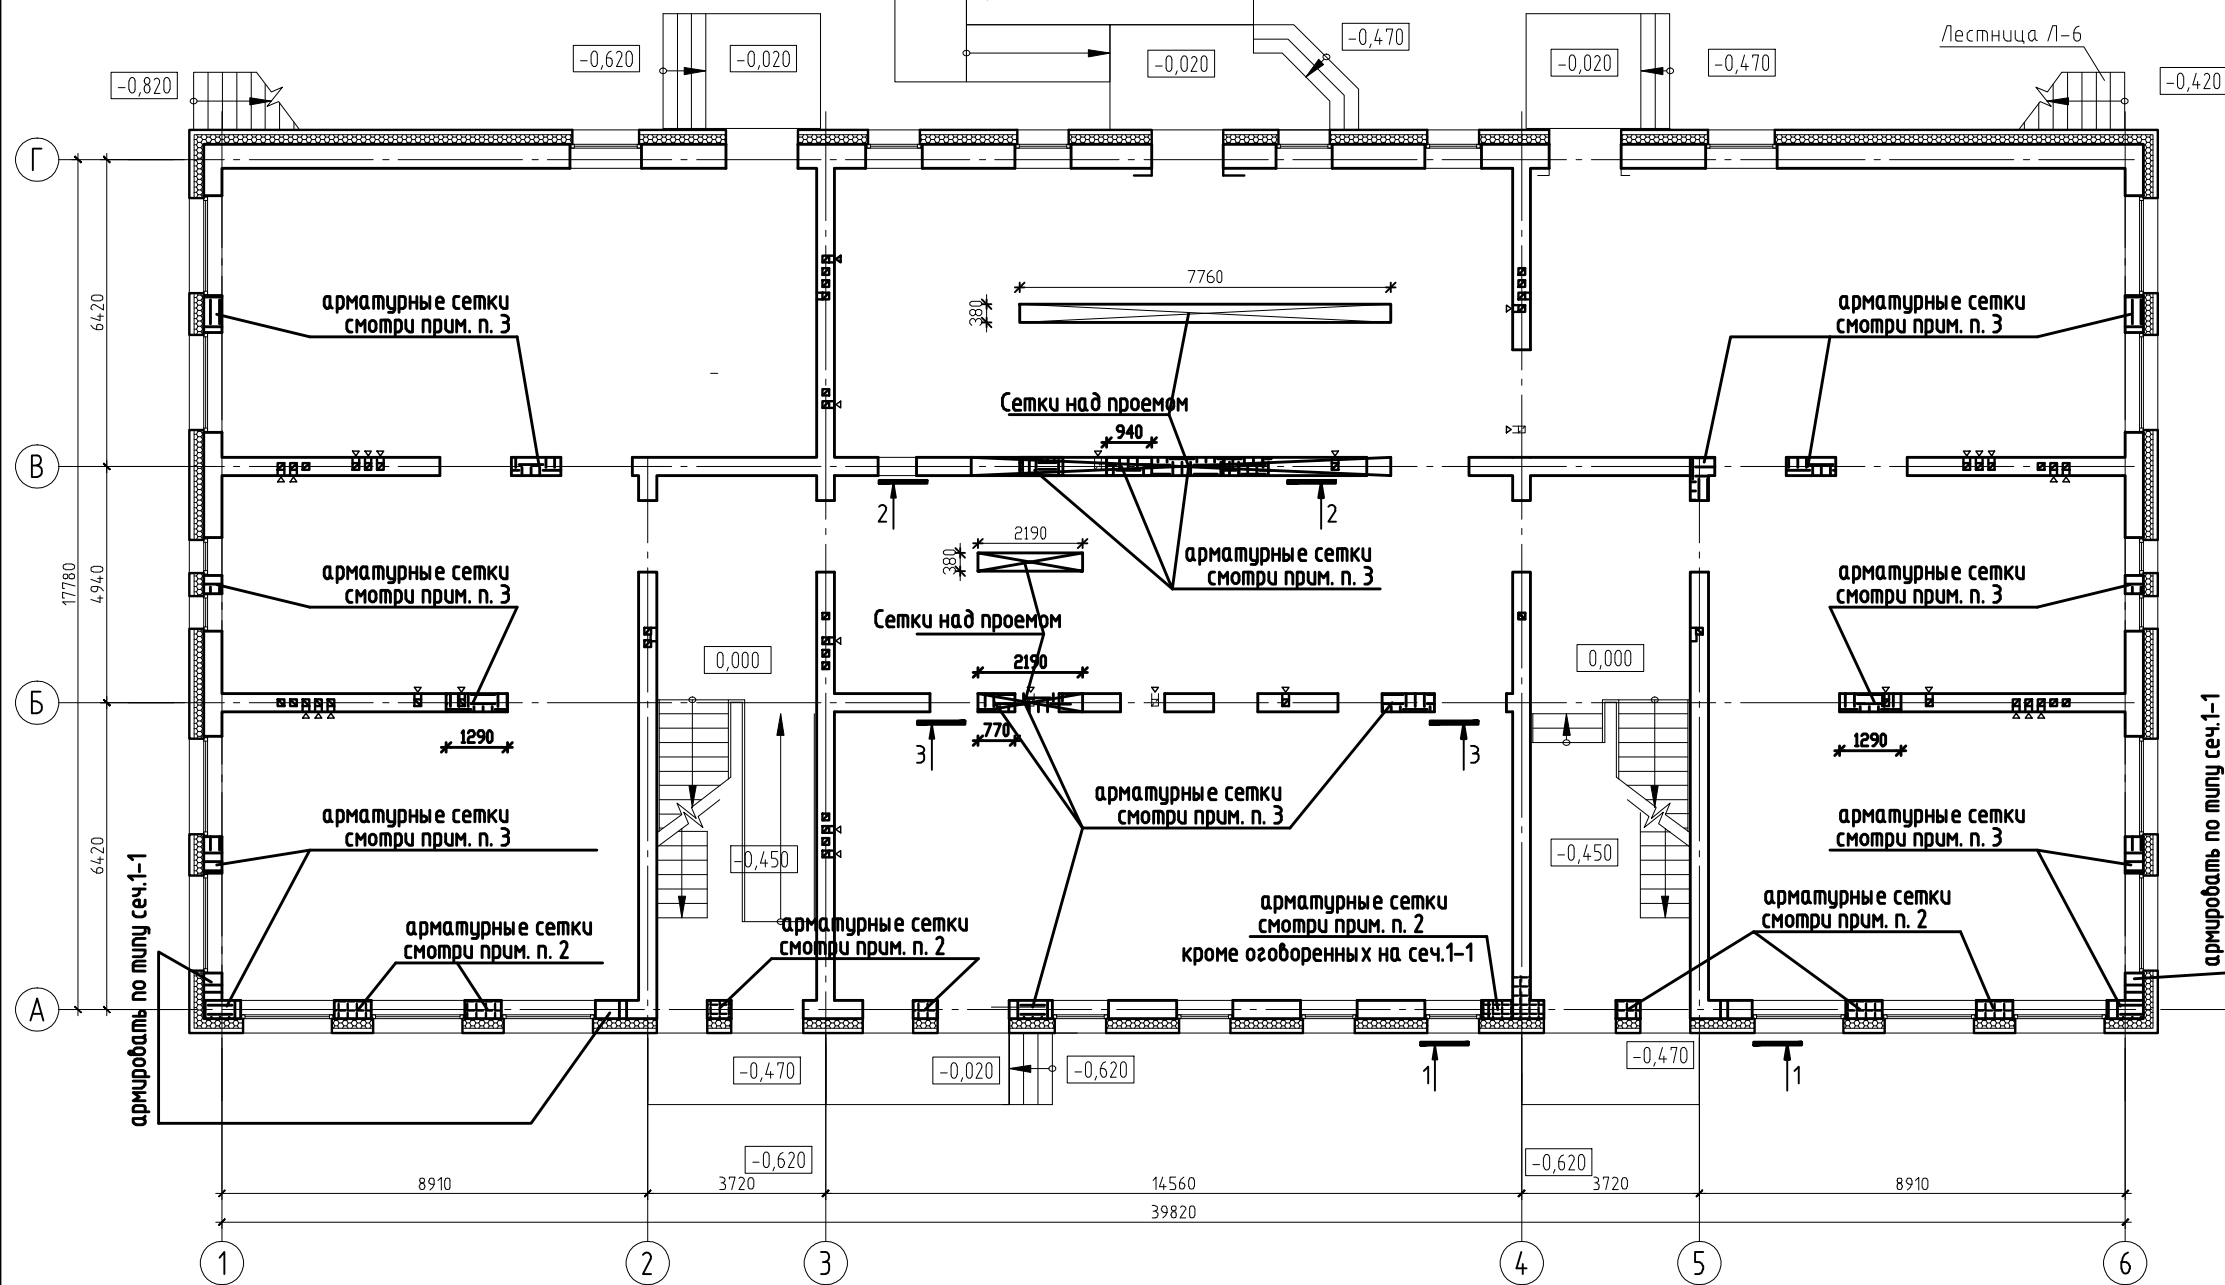 Лестница Л-6
-0,820
-0,620
-0,020
-0,020
-0,470
-0,020
-0,470
-0,420
Г
В
Б
А
6420
4940
6420
17780
арматурные сетки
смотри прим. п. 3
7760
380
арматурные сетки
смотри прим. п. 3
Сетки над проемом
940
2
2
2190
380
арматурные сетки
смотри прим. п. 3
арматурные сетки
смотри прим. п. 3
арматурные сетки
смотри прим. п. 3
Сетки над проемом
0,000
2190
0,000
1290
3
770
3
1290
арматурные сетки
смотри прим. п. 3
арматурные сетки
смотри прим. п. 3
арматурные сетки
смотри прим. п. 3
-0,450
-0,450
армировать по типу сеч.1-1
армировать по типу сеч.1-1
арматурные сетки
смотри прим. п. 2
арматурные сетки
смотри прим. п. 2
арматурные сетки
смотри прим. п. 2
кроме оговоренных на сеч.1-1
арматурные сетки
смотри прим. п. 2
-0,470
-0,020
-0,620
1
-0,470
1
-0,620
-0,620
8910
3720
14560
3720
8910
39820
1
2
3
4
5
6